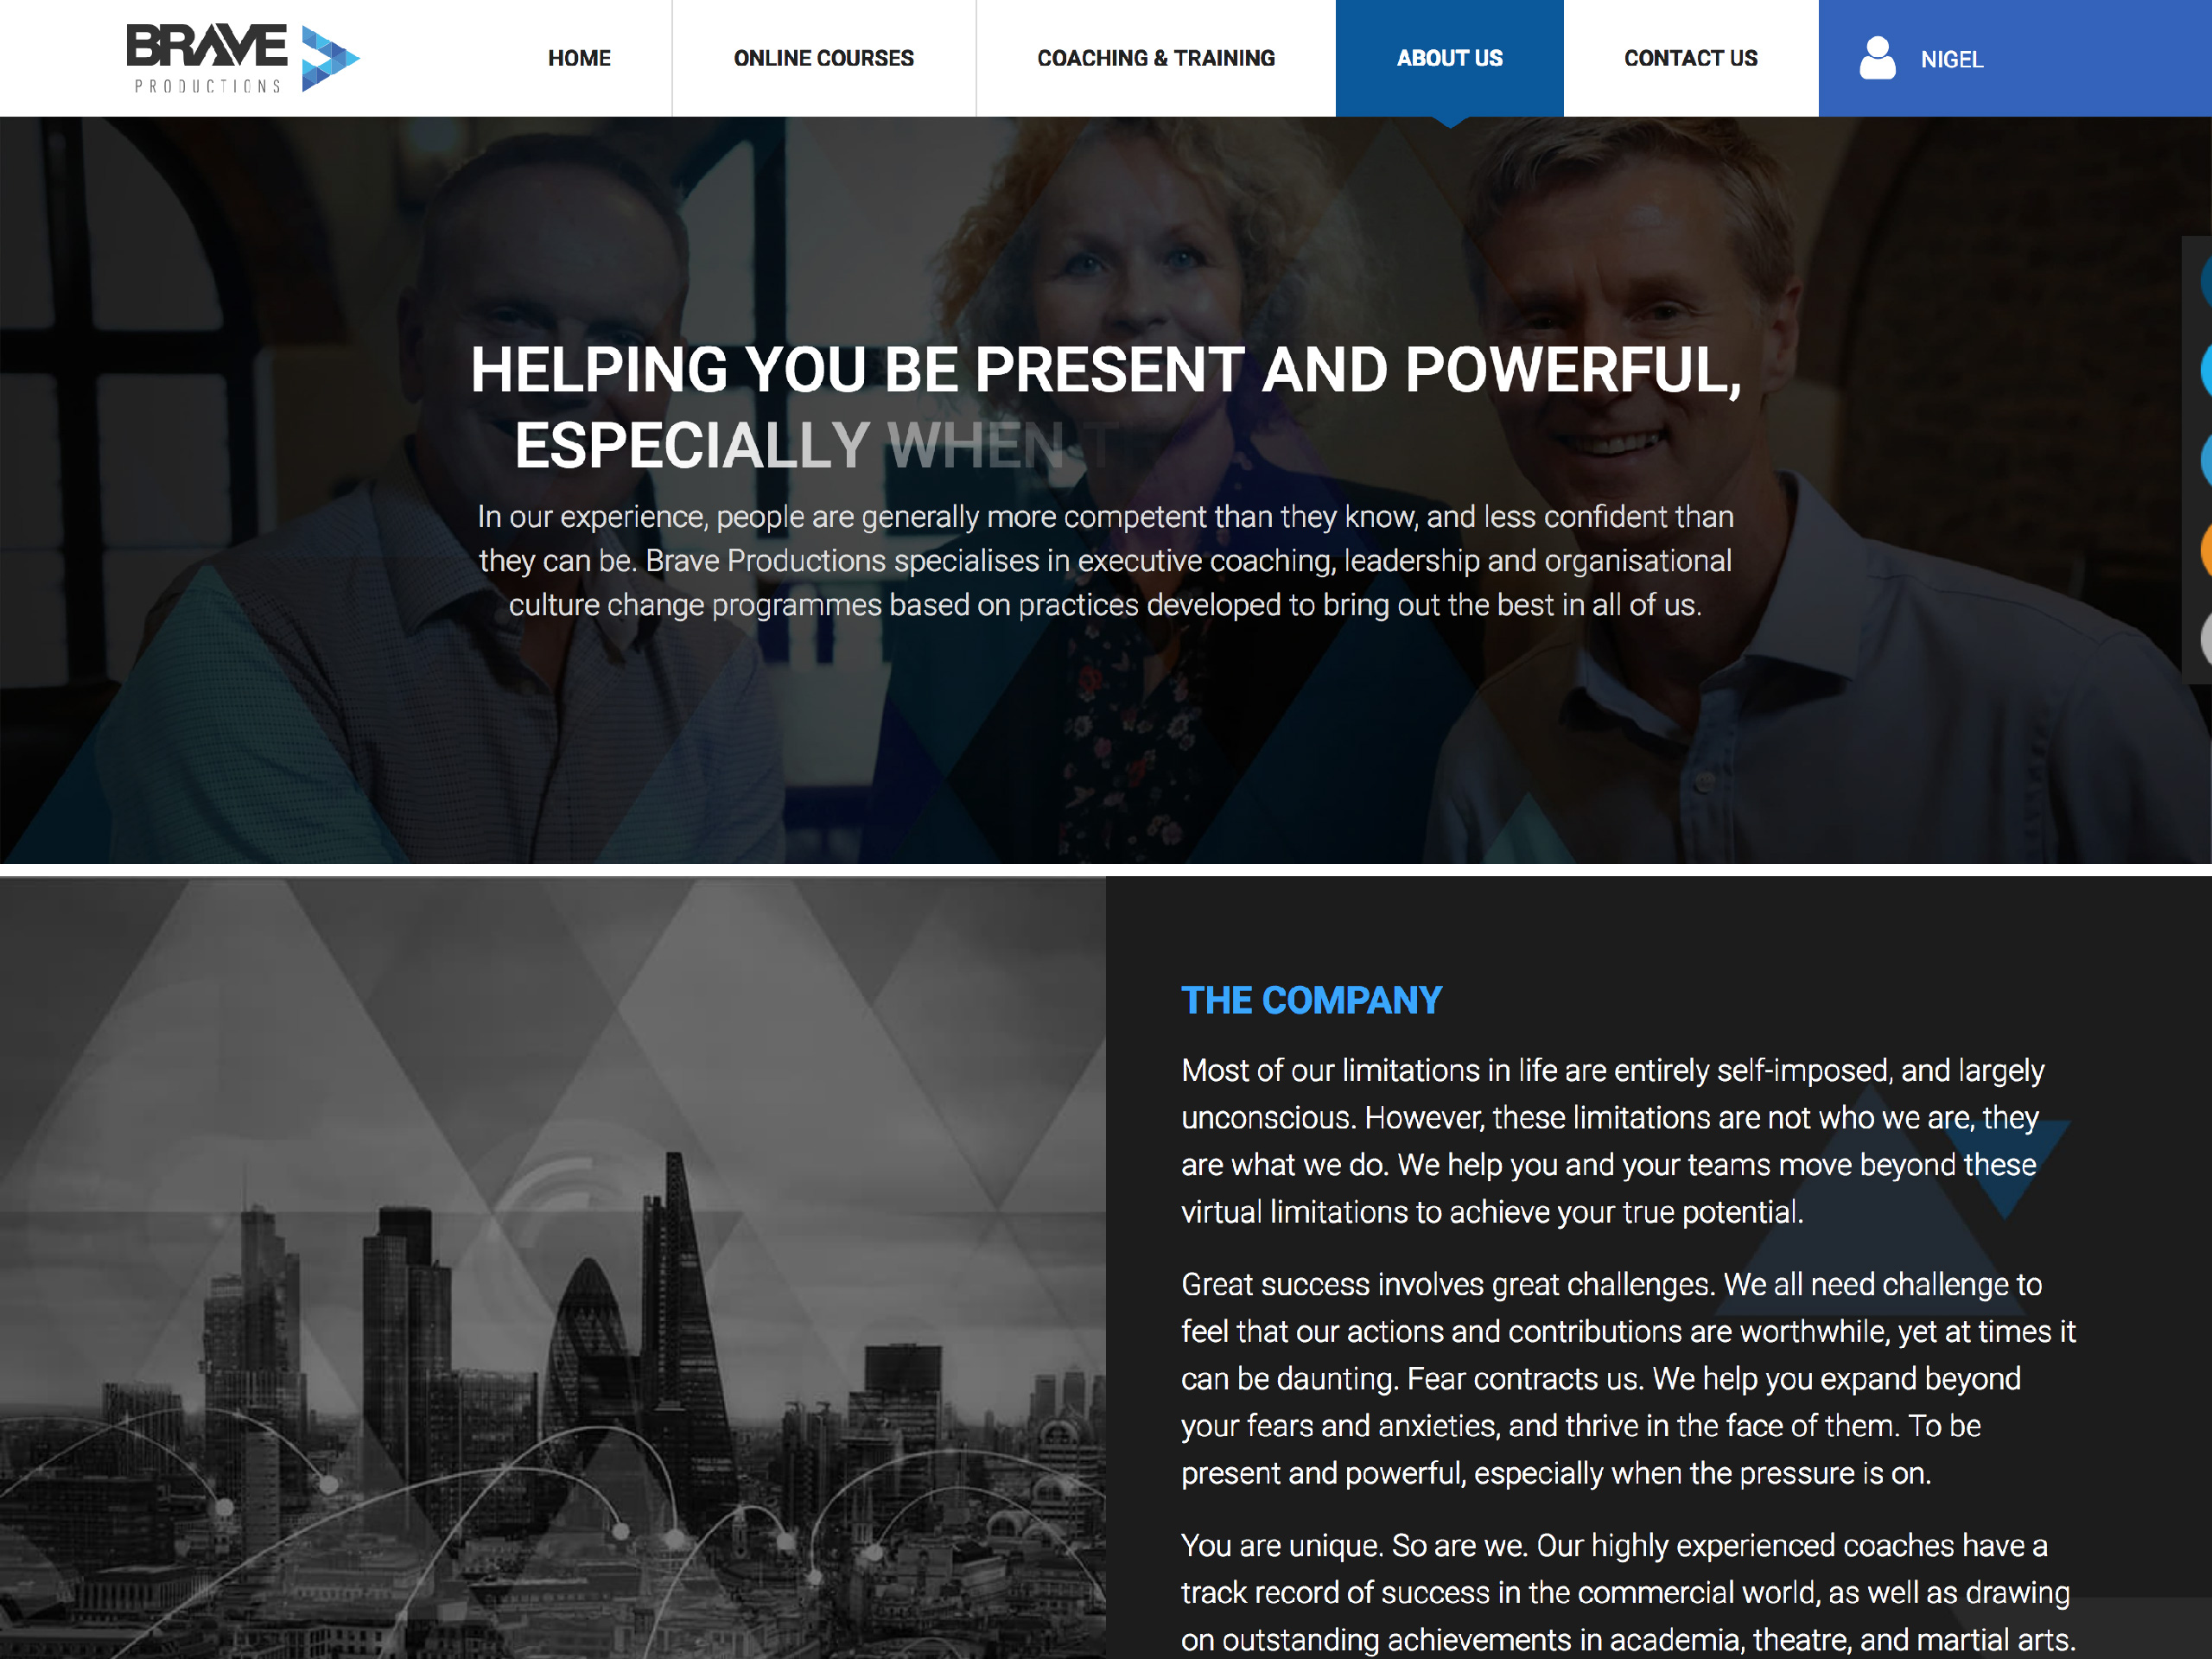 BRAVE
PRODUCTIONS
HOME
ONLINE COURSES
COACHING & TRAINING
ABOUT US
CONTACT US
NIGEL
HELPING YOU BE PRESENT AND POWERFUL,
ESPECIALLY WHEN T
In our experience, people are generally more competent than they know, and less confident than
they can be. Brave Productions specialises in executive coaching, leadership and organisational
culture change programmes based on practices developed to bring out the best in all of us.
THE COMPANY
Most of our limitations in life are entirely self-imposed, and largely
unconscious. However, these limitations are not who we are, they
are what we do. We help you and your teams move beyond these
virtual limitations to achieve your true potential.
Great success involves great challenges. We all need challenge to
feel that our actions and contributions are worthwhile, yet at times it
can be daunting. Fear contracts us. We help you expand beyond
your fears and anxieties, and thrive in the face of them. To be
present and powerful, especially when the pressure is on.
You are unique. So are we. Our highly experienced coaches have a
track record of success in the commercial world, as well as drawing
on outstanding achievements in academia, theatre, and martial arts.